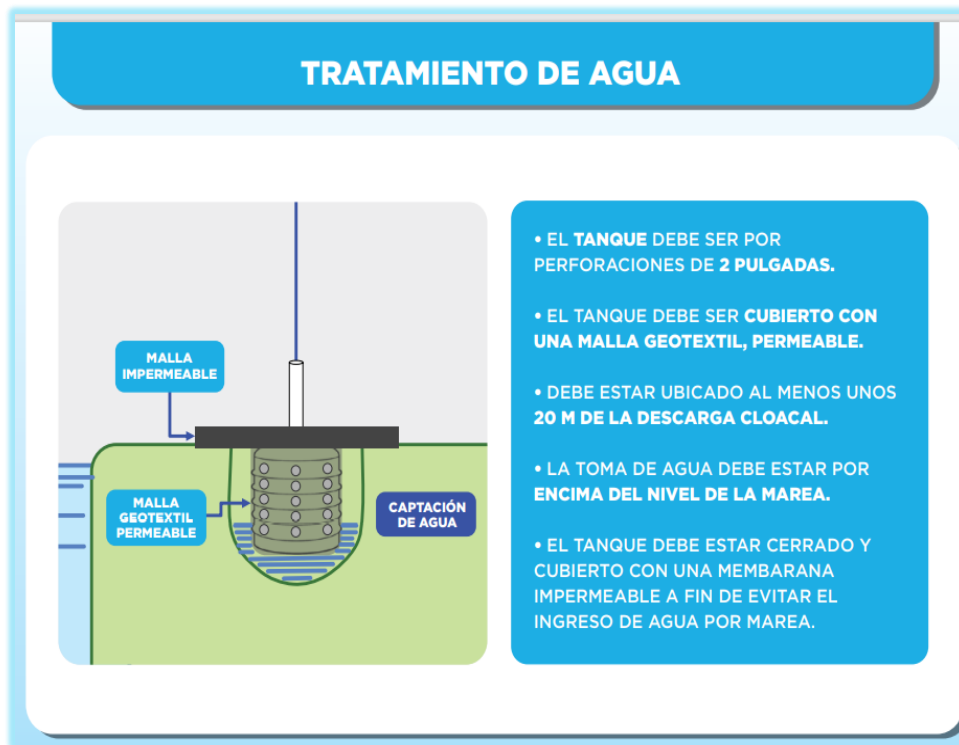 TRATAMIENTO DE AGUA
MALLA
IMPERMEABLE
MALLA
GEOTEXTIL
PERMEABLE
CAPTACIÓN
DE AGUA
• EL TANQUE DEBE SER POR
PERFORACIONES DE 2 PULGADAS.
• EL TANQUE DEBE SER CUBIERTO CON
UNA MALLA GEOTEXTIL, PERMEABLE.
• DEBE ESTAR UBICADO AL MENOS UNOS
20 M DE LA DESCARGA CLOACAL.
• LA TOMA DE AGUA DEBE ESTAR POR
ENCIMA DEL NIVEL DE LA MAREA.
• EL TANQUE DEBE ESTAR CERRADO Y
CUBIERTO CON UNA MEMBARANA
IMPERMEABLE A FIN DE EVITAR EL
INGRESO DE AGUA POR MAREA.